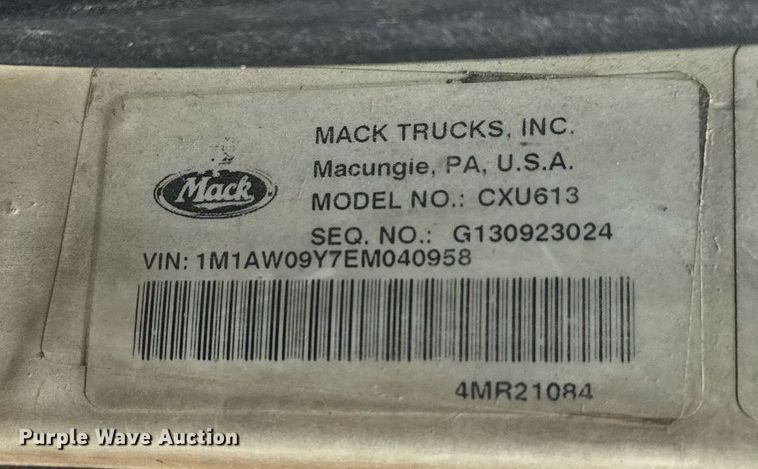 MACK TRUCKS, INC.
Macungie, PA, U.S.A.
Mack
MODEL NO.: CXU613
SEQ. NO.: G130923024
VIN: 1M1AW09Y7EM040958
4MR21084
Purple Wave Auction